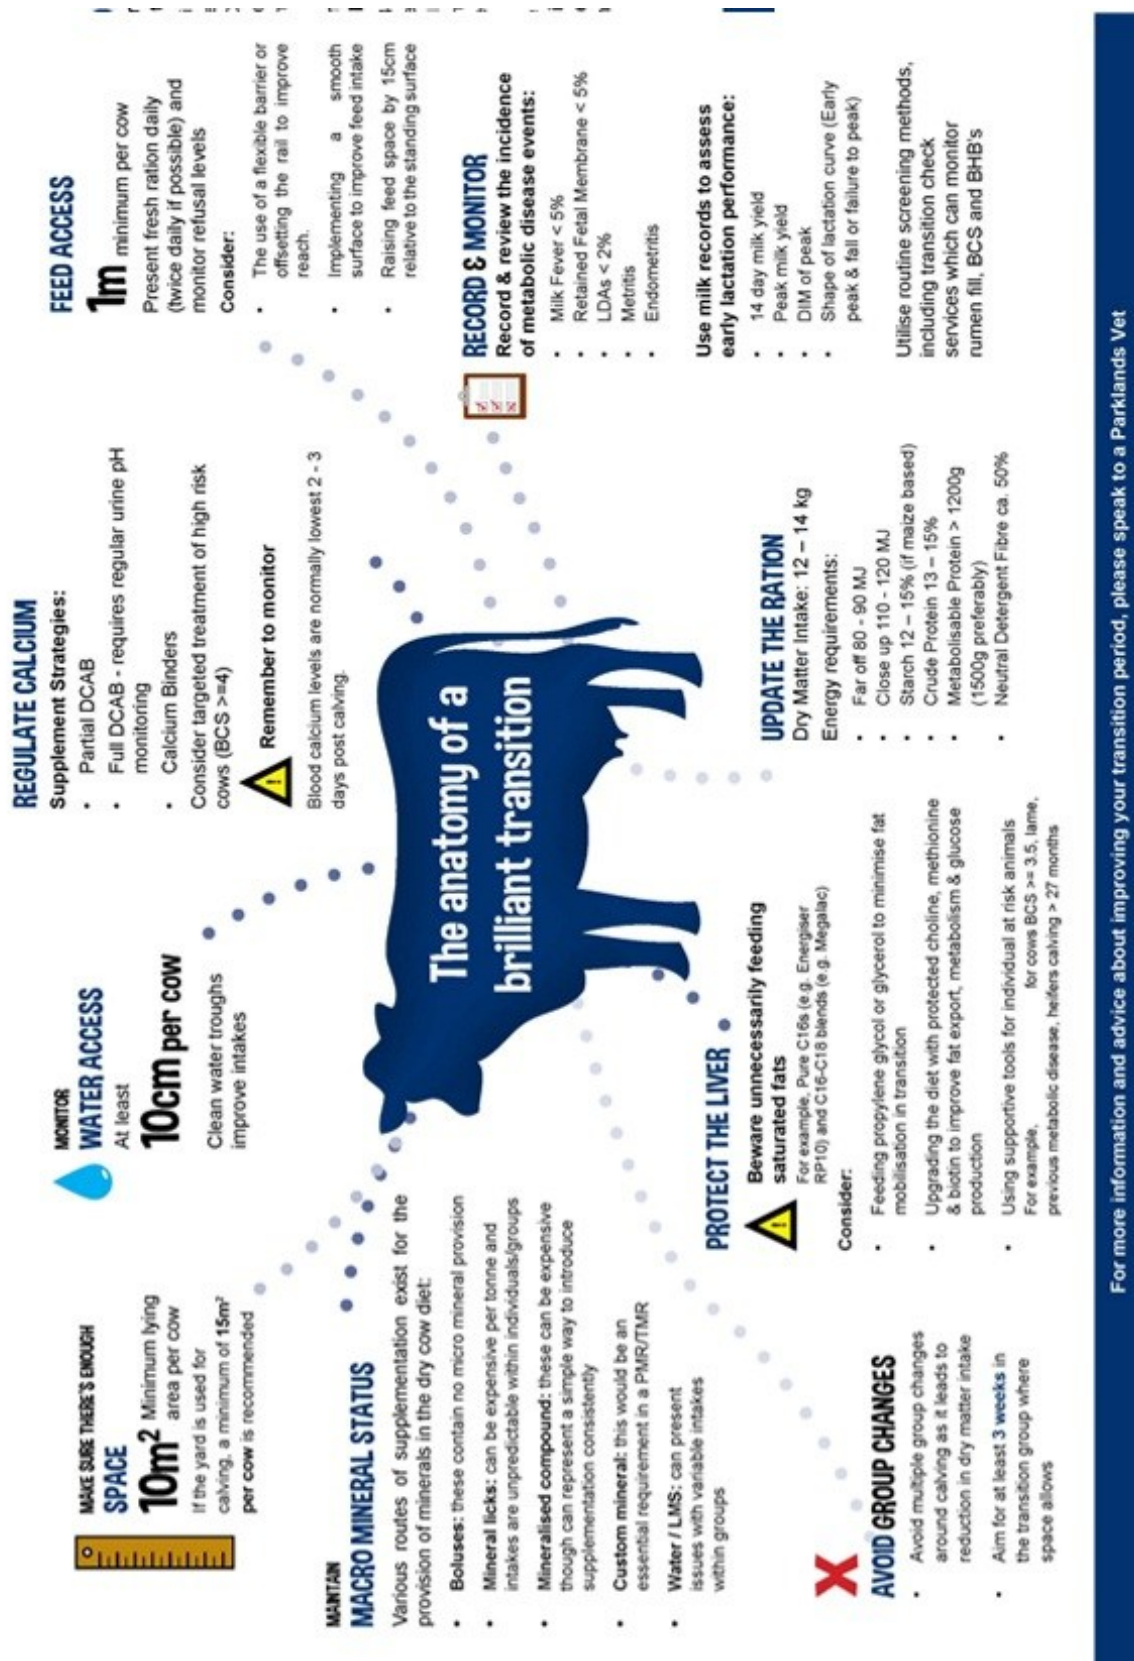 MAKE SURE THERE'S ENOUGH
SPACE
10m² Minimum lying
area per cow
If the yard is used for
calving, a minimum of 15m²
per cow is recommended
MONITOR
WATER ACCESS
At least
10cm per cow
Clean water troughs
improve intakes
REGULATE CALCIUM
Supplement Strategies:
• Partial DCAB
• Full DCAB - requires regular urine pH
monitoring
• Calcium Binders
Consider targeted treatment of high risk
cows (BCS >=4)
Remember to monitor
Blood calcium levels are normally lowest 2 - 3
days post calving.
FEED ACCESS
1m minimum per cow
Present fresh ration daily
(twice daily if possible) and
monitor refusal levels
Consider:
• The use of a flexible barrier or
offsetting the rail to improve
reach.
• Implementing a smooth
surface to improve feed intake
• Raising feed space by 15cm
relative to the standing surface
MAINTAIN
MACRO MINERAL STATUS
Various routes of supplementation exist for the
provision of minerals in the dry cow diet:
• Boluses: these contain no micro mineral provision
• Mineral licks: can be expensive per tonne and
intakes are unpredictable within individuals/groups
• Mineralised compound: these can be expensive
though can represent a simple way to introduce
supplementation consistently
• Custom mineral: this would be an
essential requirement in a PMR/TMR
• Water / LMS: can present
issues with variable intakes
within groups
The anatomy of a
brilliant transition
RECORD & MONITOR
Record & review the incidence
of metabolic disease events:
• Milk Fever < 5%
• Retained Fetal Membrane < 5%
• LDAs < 2%
• Metritis
• Endometritis
Use milk records to assess
early lactation performance:
• 14 day milk yield
• Peak milk yield
• DIM of peak
• Shape of lactation curve (Early
peak & fall or failure to peak)
Utilise routine screening methods,
including transition check
services which can monitor
rumen fill, BCS and BHB's
AVOID GROUP CHANGES
• Avoid multiple group changes
around calving as it leads to
reduction in dry matter intake
• Aim for at least 3 weeks in
the transition group where
space allows
PROTECT THE LIVER
Beware unnecessarily feeding
saturated fats
For example, Pure C16s (e.g. Energiser
RP10) and C16-C18 blends (e.g. Megalac)
Consider:
• Feeding propylene glycol or glycerol to minimise fat
mobilisation in transition
• Upgrading the diet with protected choline, methionine
& biotin to improve fat export, metabolism & glucose
production
• Using supportive tools for individual at risk animals
For example, for cows BCS >= 3.5, lame,
previous metabolic disease, heifers calving > 27 months
UPDATE THE RATION
Dry Matter Intake: 12 – 14 kg
Energy requirements:
• Far off 80 - 90 MJ
• Close up 110 - 120 MJ
• Starch 12 – 15% (if maize based)
• Crude Protein 13 – 15%
• Metabolisable Protein > 1200g
(1500g preferably)
• Neutral Detergent Fibre ca. 50%
For more information and advice about improving your transition period, please speak to a Parklands Vet